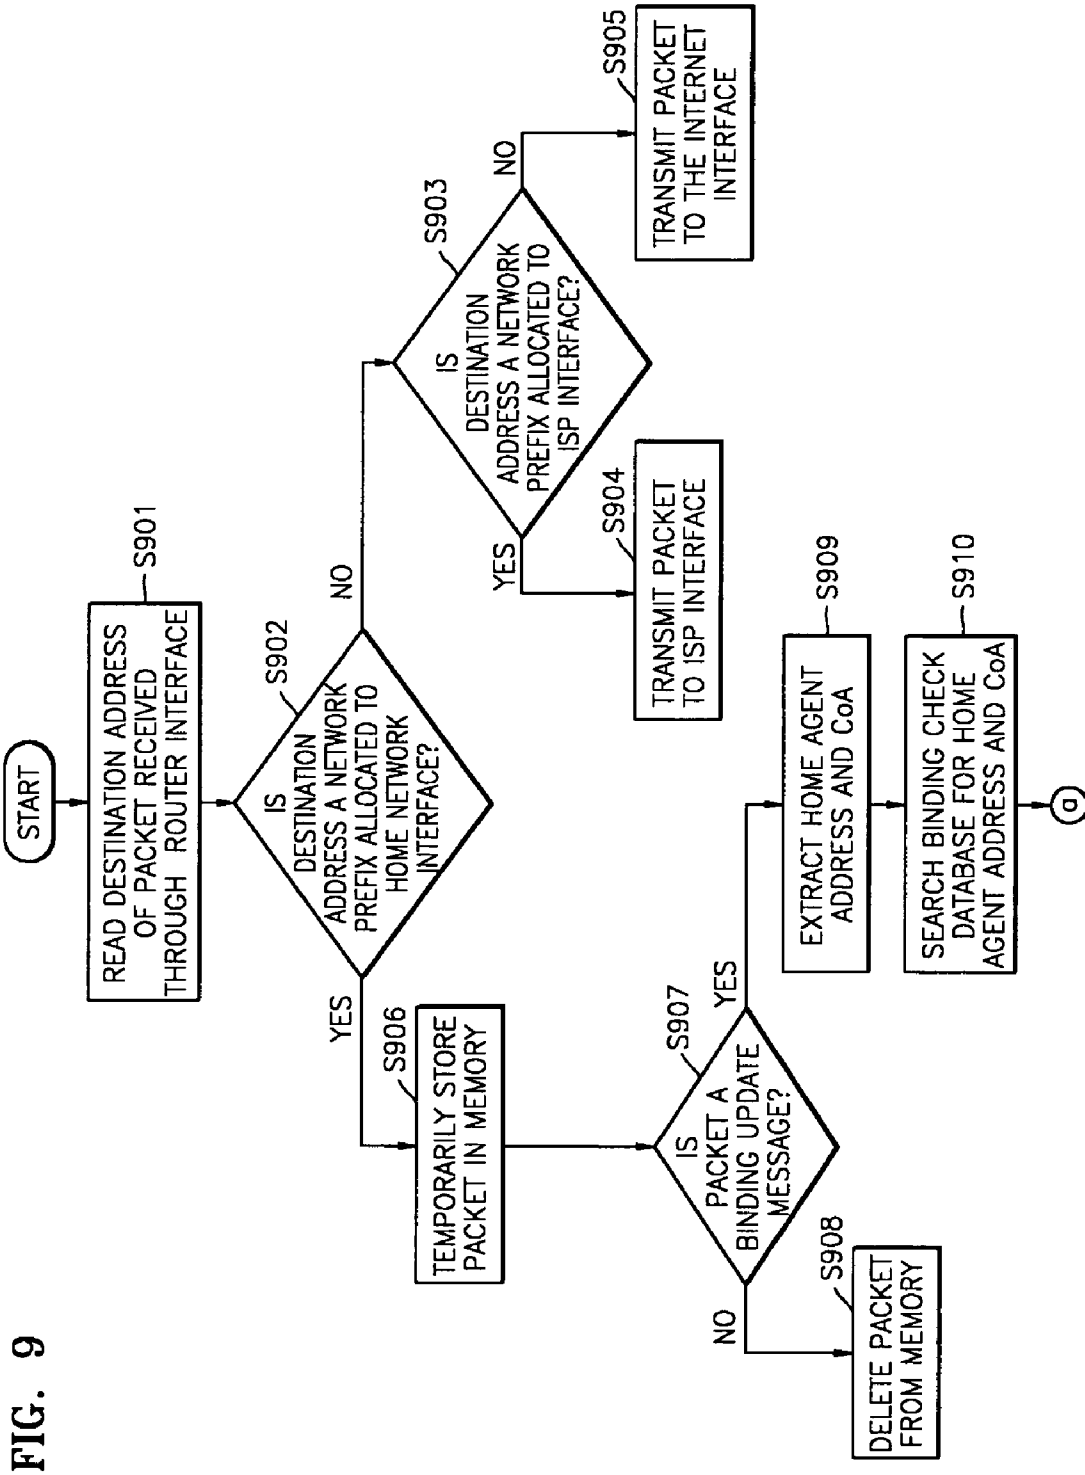 FIG. 9
START
S901
READ DESTINATION ADDRESS
OF PACKET RECEIVED
THROUGH ROUTER INTERFACE
S902
IS
DESTINATION
ADDRESS A NETWORK
PREFIX ALLOCATED TO
HOME NETWORK
INTERFACE?
YES
NO
S903
IS
DESTINATION
ADDRESS A NETWORK
PREFIX ALLOCATED TO
ISP INTERFACE?
YES
NO
S904
TRANSMIT PACKET
TO ISP INTERFACE
S905
TRANSMIT PACKET
TO THE INTERNET
INTERFACE
S906
TEMPORARILY STORE
PACKET IN MEMORY
S907
IS
PACKET A
BINDING UPDATE
MESSAGE?
NO
YES
S908
DELETE PACKET
FROM MEMORY
S909
EXTRACT HOME AGENT
ADDRESS AND CoA
S910
SEARCH BINDING CHECK
DATABASE FOR HOME
AGENT ADDRESS AND CoA
a